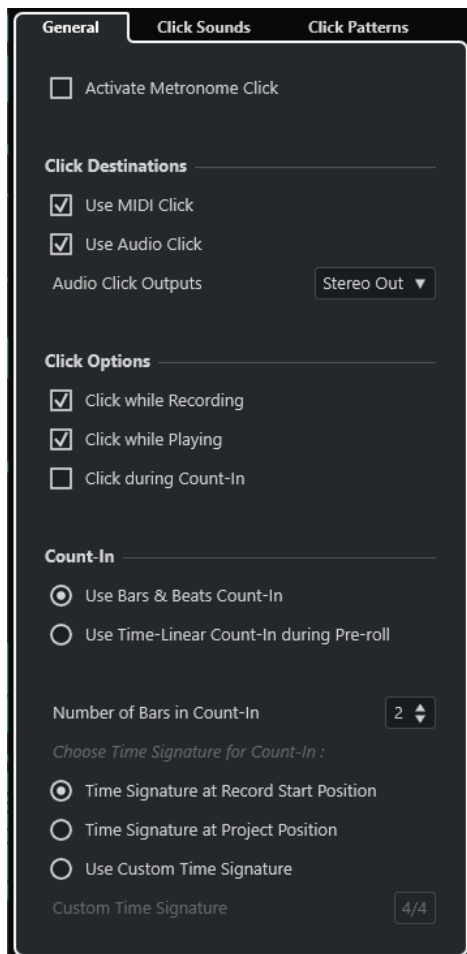 General Click Sounds Click Patterns
Activate Metronome Click
Click Destinations
Use MIDI Click
Use Audio Click
Audio Click Outputs Stereo Out
Click Options
Click while Recording
Click while Playing
Click during Count-In
Count-In
Use Bars & Beats Count-In
Use Time-Linear Count-In during Pre-roll
Number of Bars in Count-In 2
Choose Time Signature for Count-In :
Time Signature at Record Start Position
Time Signature at Project Position
Use Custom Time Signature
Custom Time Signature 4/4